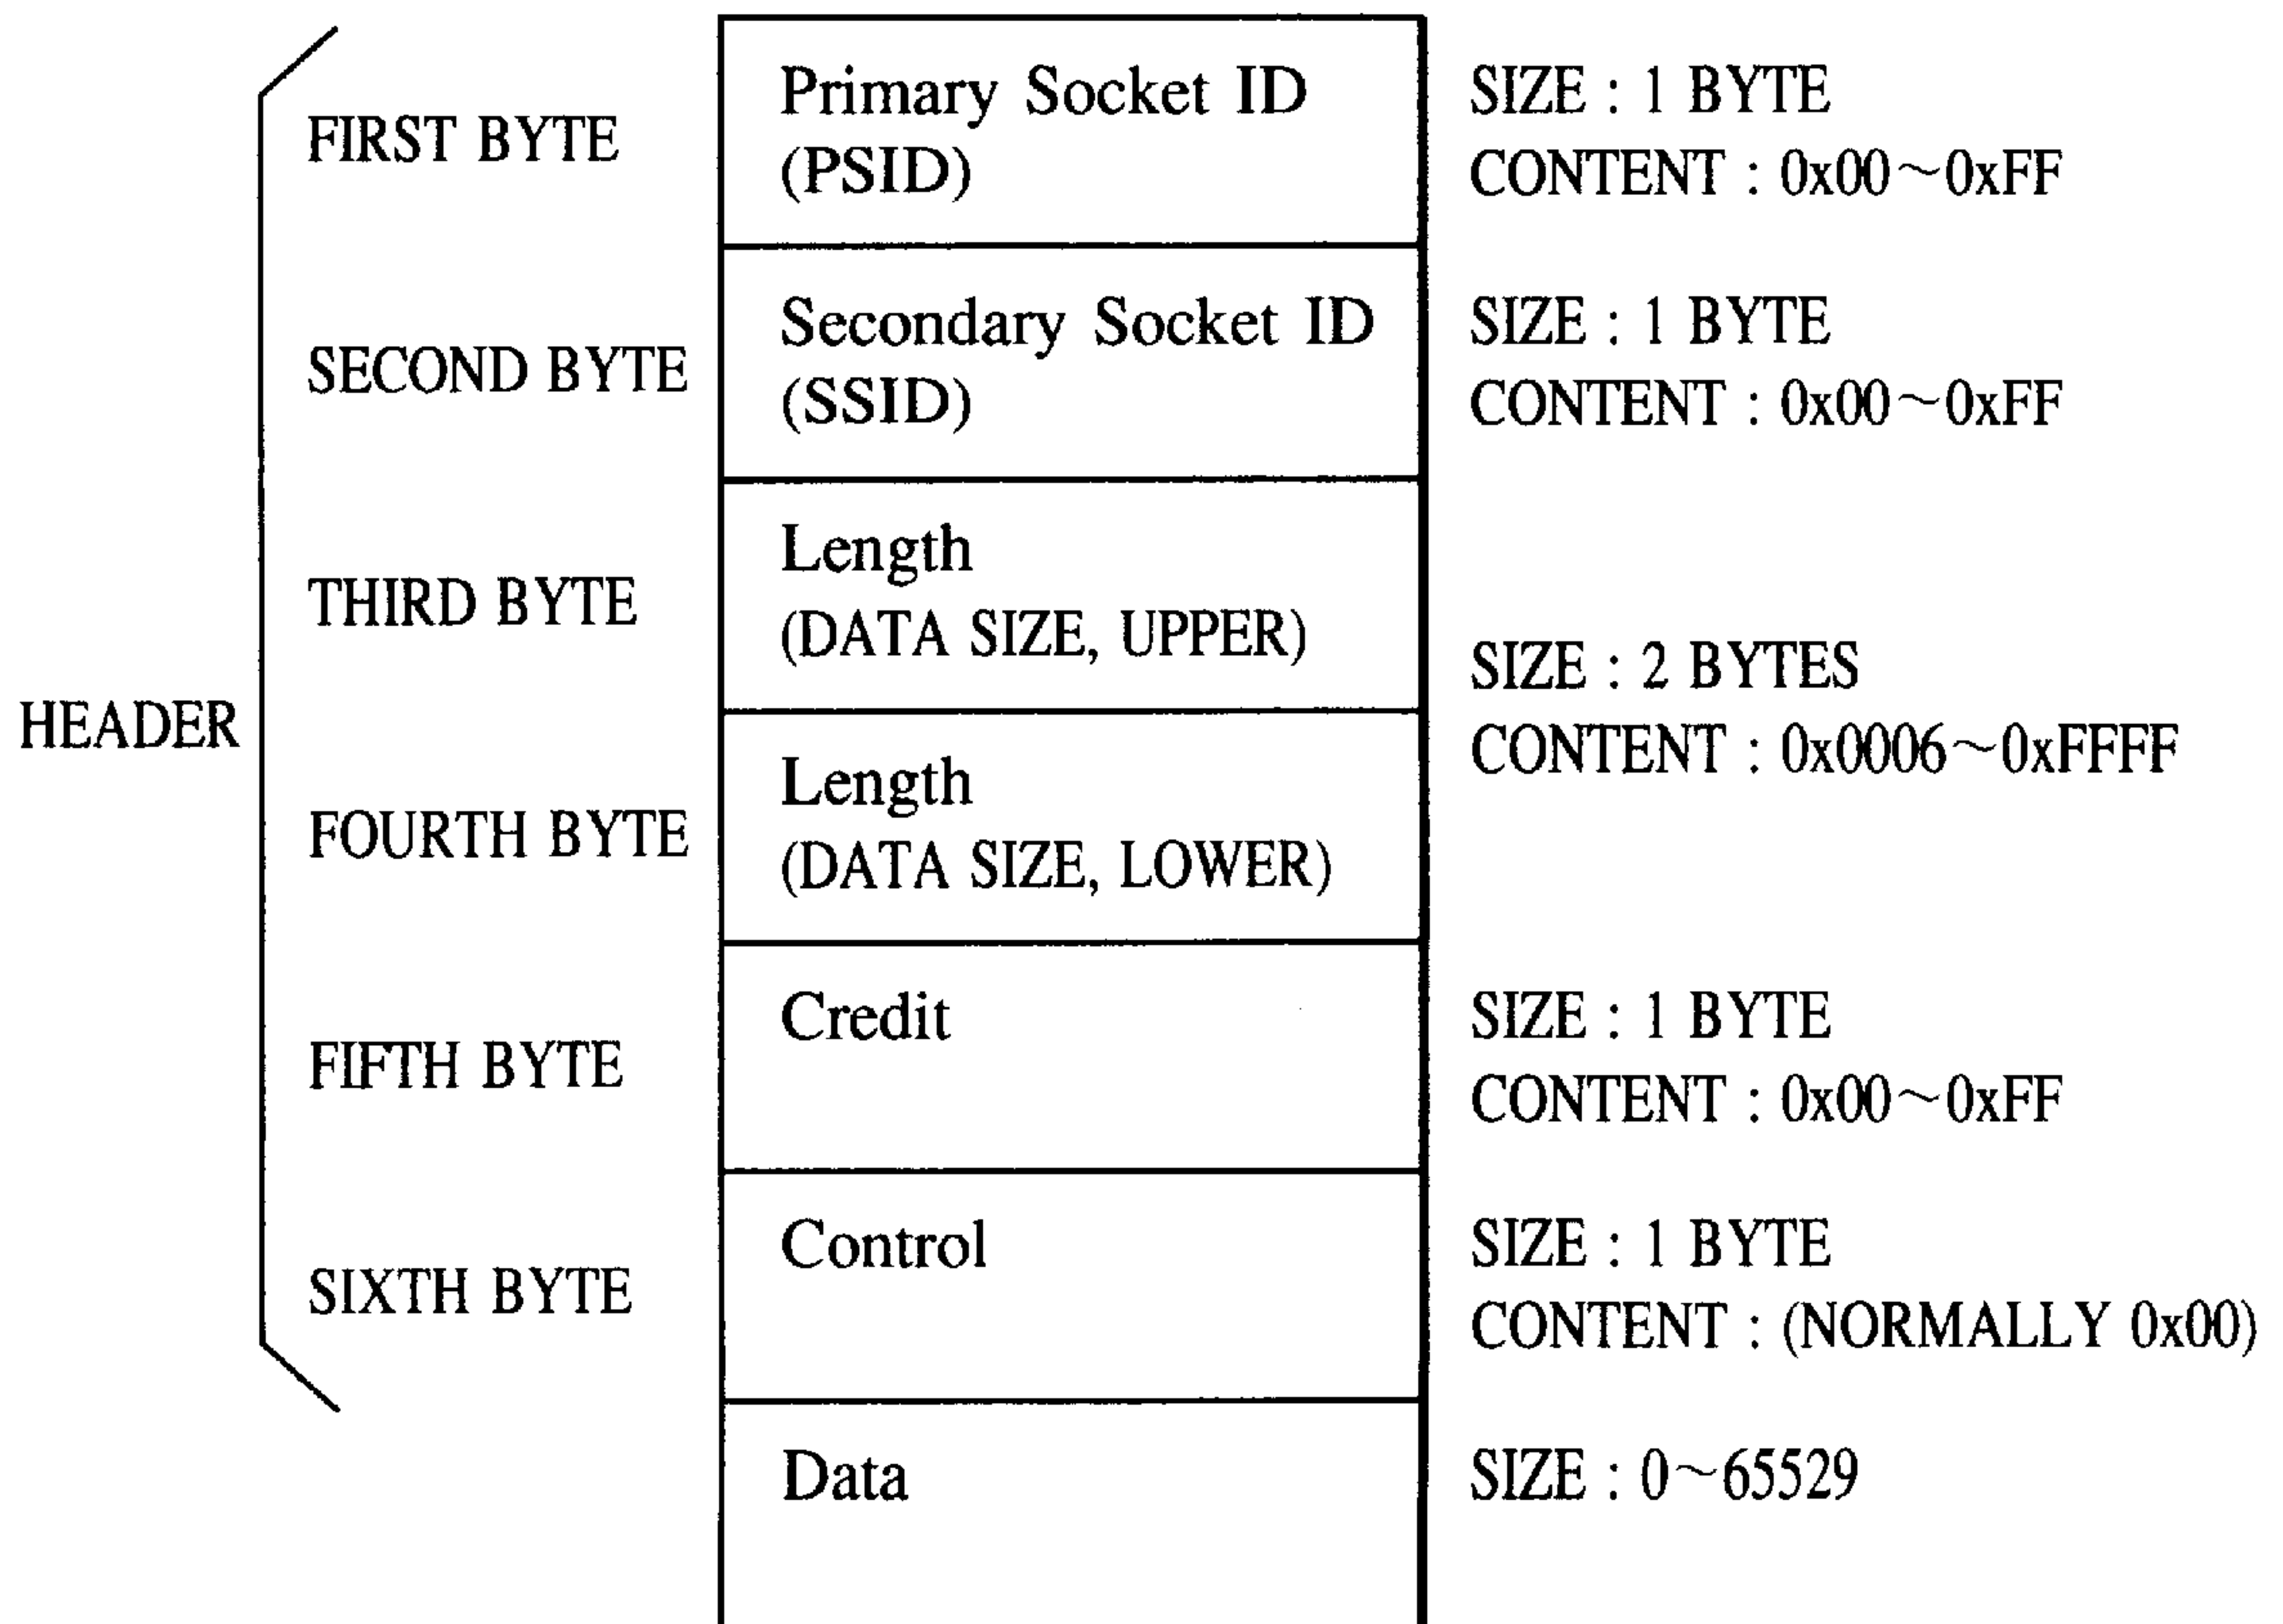 FIRST BYTE
Primary Socket ID
(PSID)
SIZE : 1 BYTE
CONTENT : 0x00~0xFF
SECOND BYTE
Secondary Socket ID
(SSID)
SIZE : 1 BYTE
CONTENT : 0x00~0xFF
THIRD BYTE
Length
(DATA SIZE, UPPER)
SIZE : 2 BYTES
CONTENT : 0x0006~0xFFFF
HEADER
FOURTH BYTE
Length
(DATA SIZE, LOWER)
FIFTH BYTE
Credit
SIZE : 1 BYTE
CONTENT : 0x00~0xFF
SIXTH BYTE
Control
SIZE : 1 BYTE
CONTENT : (NORMALLY 0x00)
Data
SIZE : 0~65529